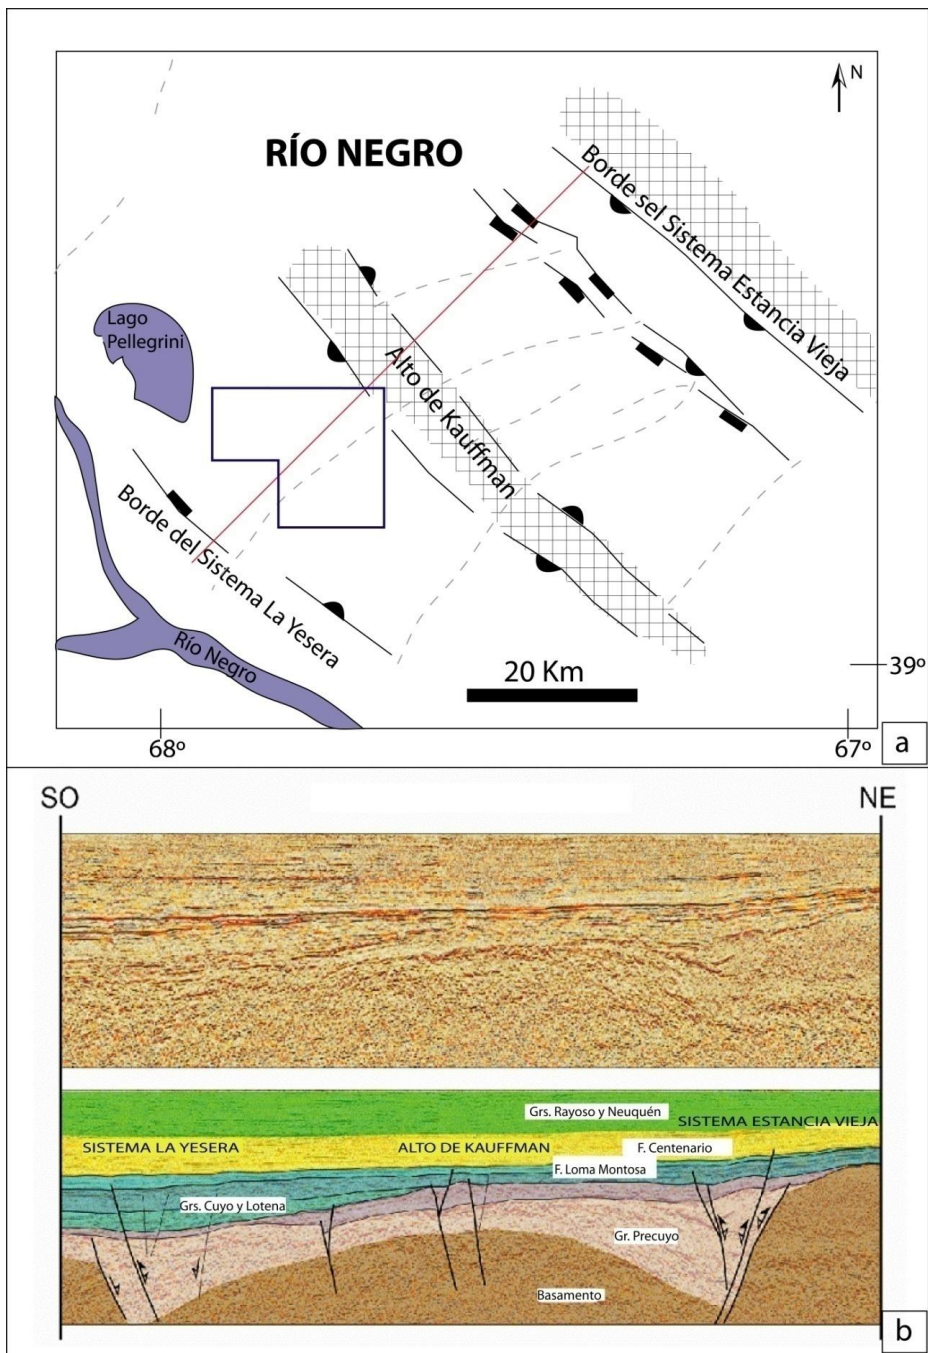 N
RÍO NEGRO
Borde sel Sistema Estancia Vieja
Lago
Pellegrini
Alto de Kauffman
Borde del Sistema La Yesera
Río Negro
20 Km
39º
68º
67º
a
SO
NE
Grs. Rayoso y Neuquén
SISTEMA ESTANCIA VIEJA
SISTEMA LA YESERA
ALTO DE KAUFFMAN
F. Centenario
F. Loma Montosa
Grs. Cuyo y Lotena
Gr. Precuyo
Basamento
b